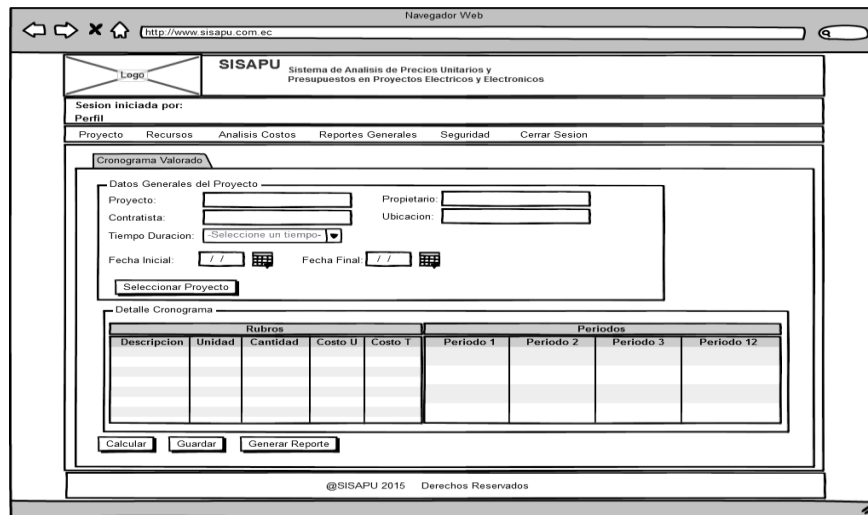 Navegador Web
http://www.sisapu.com.ec
Logo
SISAPU Sistema de Analisis de Precios Unitarios y
Presupuestos en Proyectos Electricos y Electronicos
Sesion iniciada por:
Perfil
Proyecto Recursos Analisis Costos Reportes Generales Seguridad Cerrar Sesion
Cronograma Valorado
Datos Generales del Proyecto
Proyecto: Propietario:
Contratista: Ubicacion:
Tiempo Duracion: -Seleccione un tiempo-
Fecha Inicial: / / Fecha Final: / /
Seleccionar Proyecto
Detalle Cronograma
Rubros Periodos
Descripcion Unidad Cantidad Costo U Costo T Periodo 1 Periodo 2 Periodo 3 Periodo 12
Calcular Guardar Generar Reporte
@SISAPU 2015 Derechos Reservados